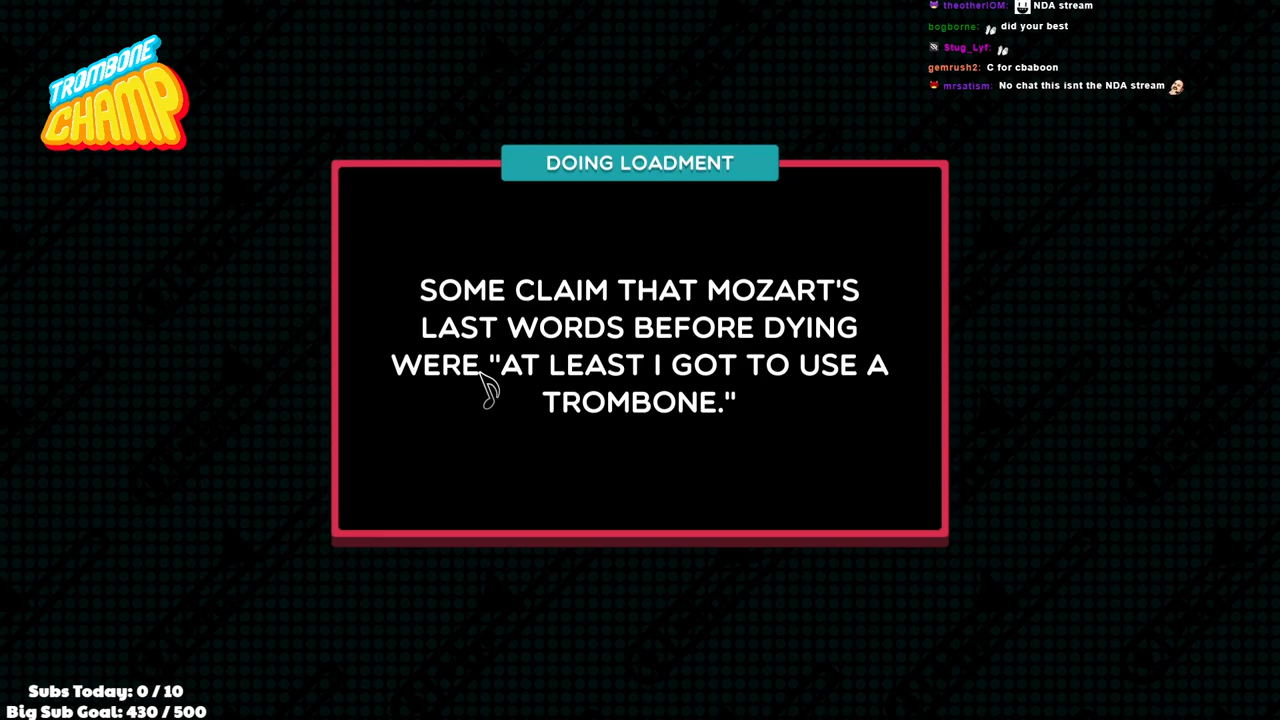 theotherIOM: NDA stream
bogborne: did your best
Stug_Lyf:
gemrush2: C for cbaboon
mrsatism: No chat this isnt the NDA stream
TROMBONE
CHAMP
DOING LOADMENT
SOME CLAIM THAT MOZART'S
LAST WORDS BEFORE DYING
WERE "AT LEAST I GOT TO USE A
TROMBONE."
Subs Today: 0 / 10
Big Sub Goal: 430 / 500